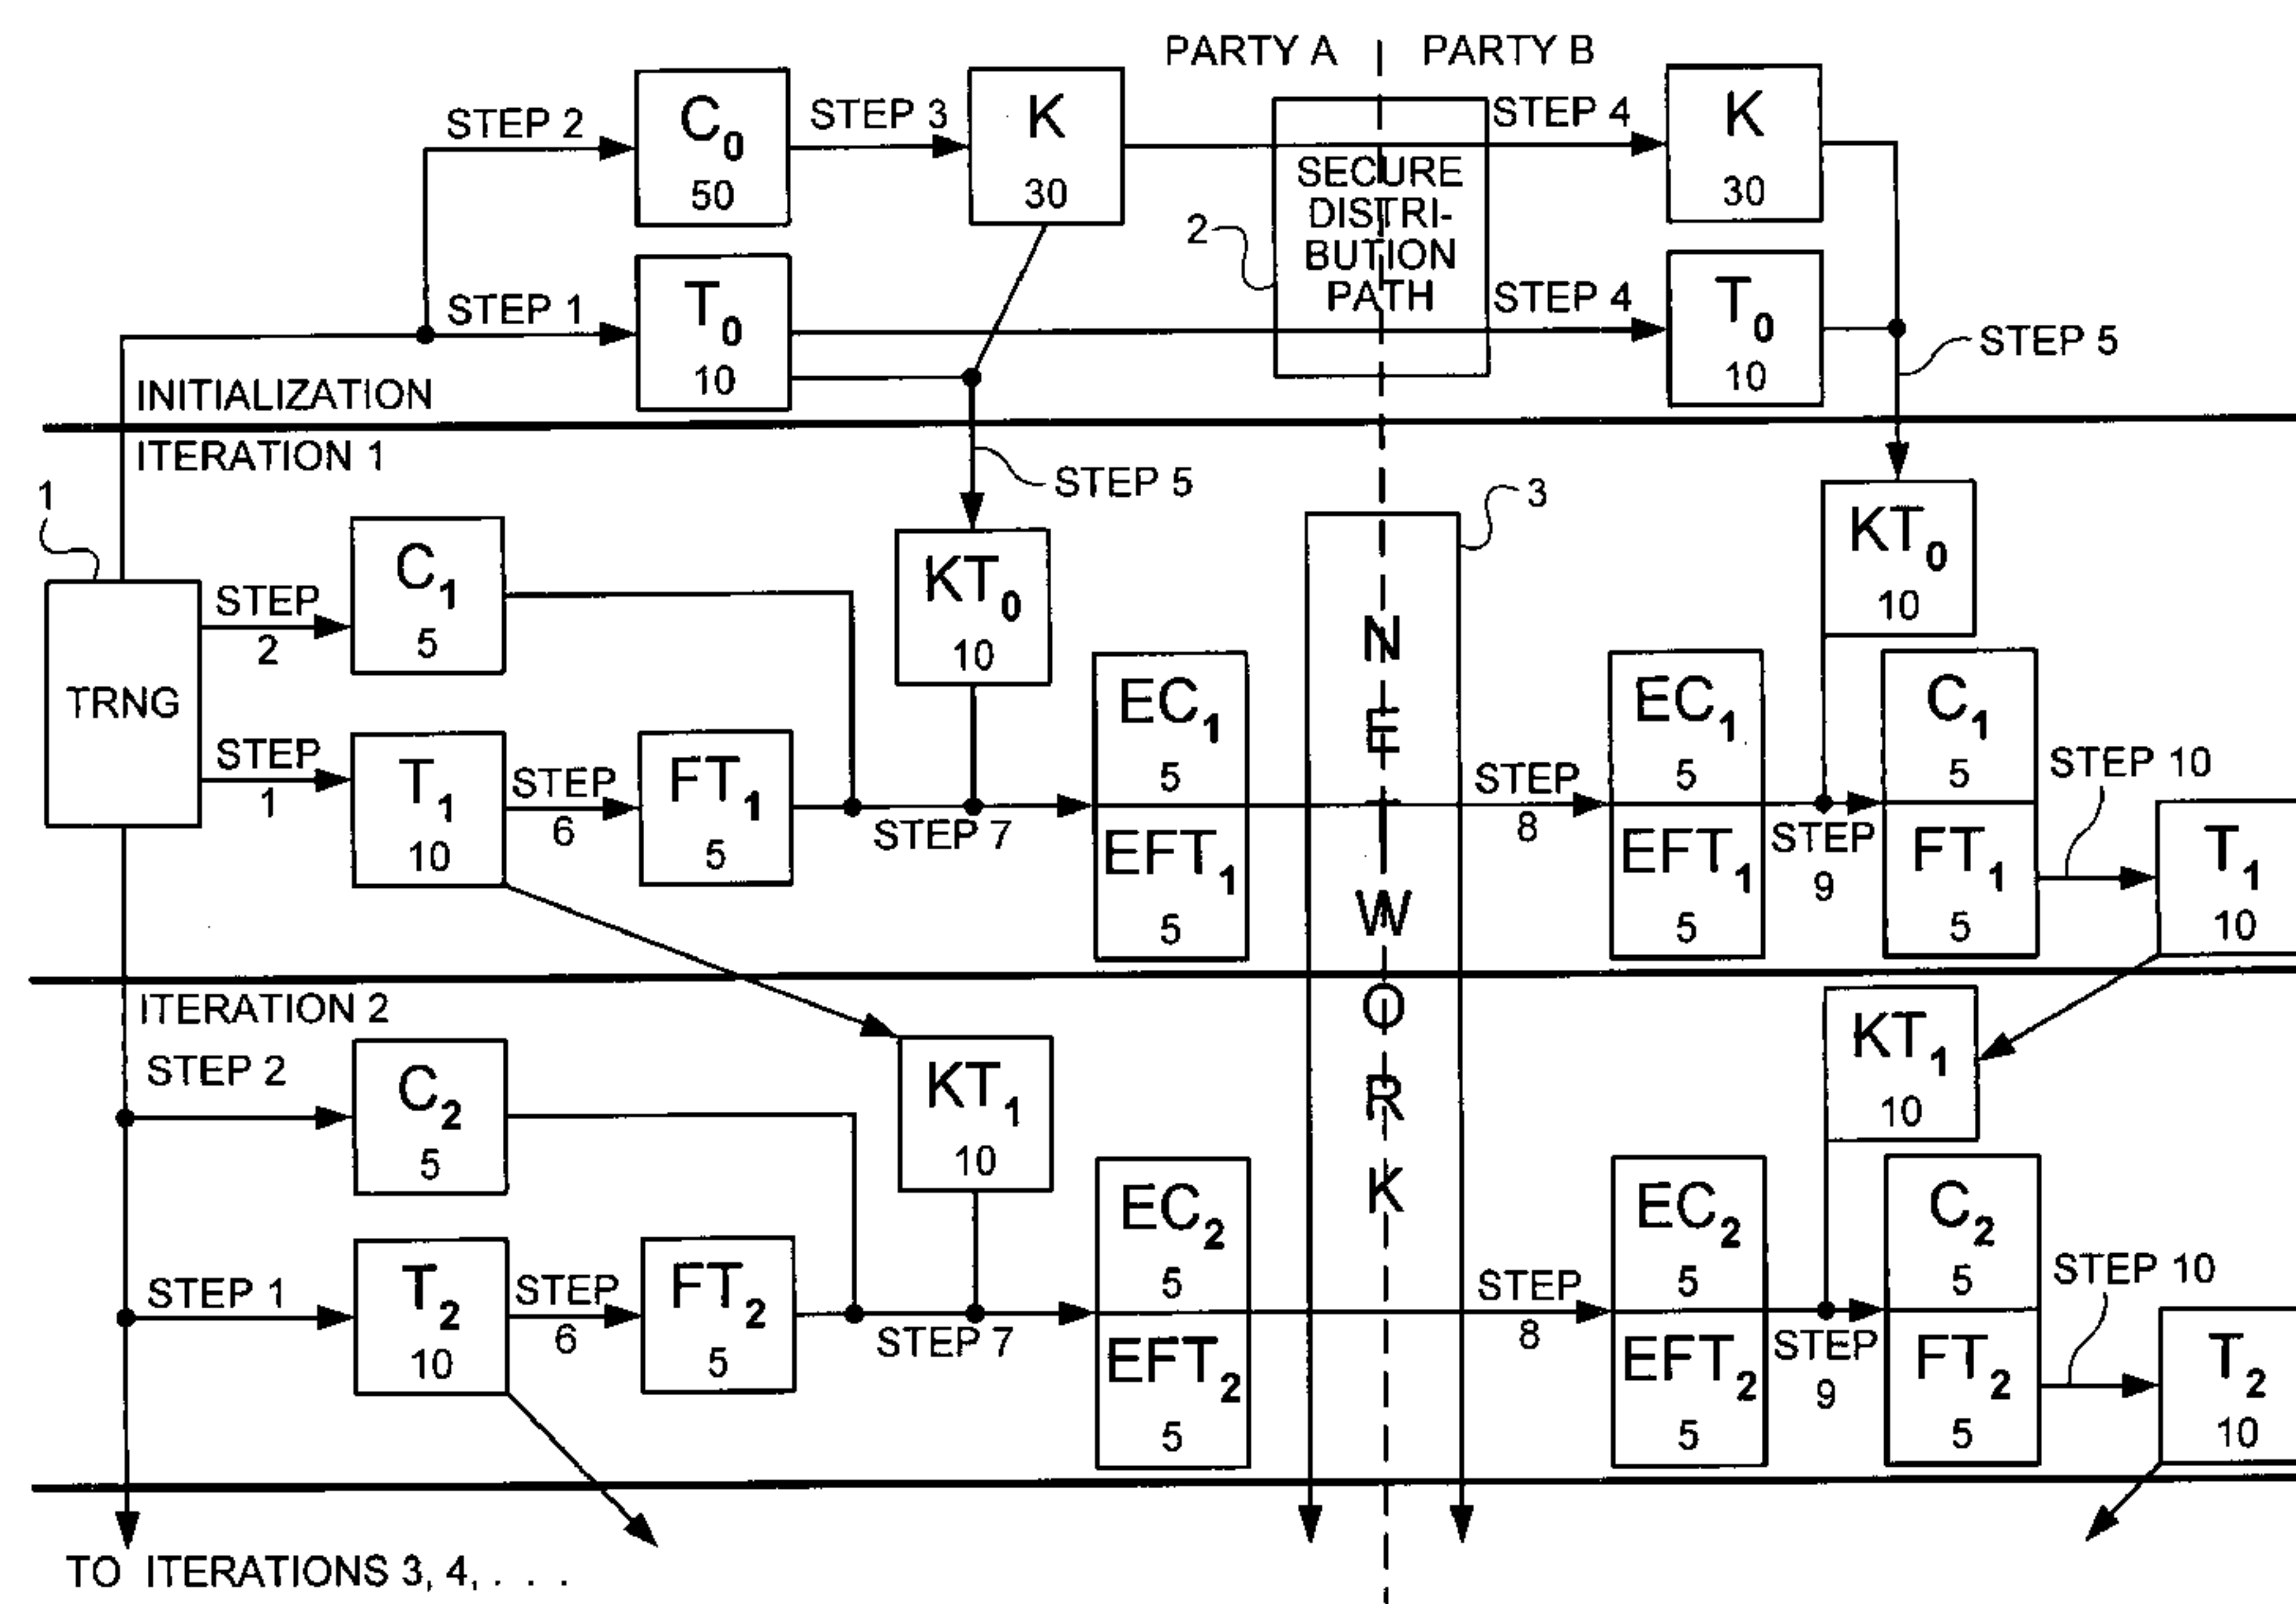 PARTY A PARTY B
STEP 2
C0
50
STEP 3
K
30
SECURE
DISTRI-
BUTION
PATH
2
STEP 4
K
30
STEP 1
T0
10
STEP 4
T0
10
STEP 5
INITIALIZATION
ITERATION 1
1
STEP 5
3
TRNG
STEP
2
C1
5
KT0
10
KT0
10
STEP
1
T1
10
STEP
6
FT1
5
STEP 7
EC1
5
EFT1
5
NETWORK
STEP
8
EC1
5
EFT1
5
STEP
9
C1
5
FT1
5
STEP 10
T1
10
ITERATION 2
STEP 2
C2
5
KT1
10
KT1
10
STEP 1
T2
10
STEP
6
FT2
5
STEP 7
EC2
5
EFT2
5
STEP
8
EC2
5
EFT2
5
STEP
9
C2
5
FT2
5
STEP 10
T2
10
TO ITERATIONS 3, 4, . . .